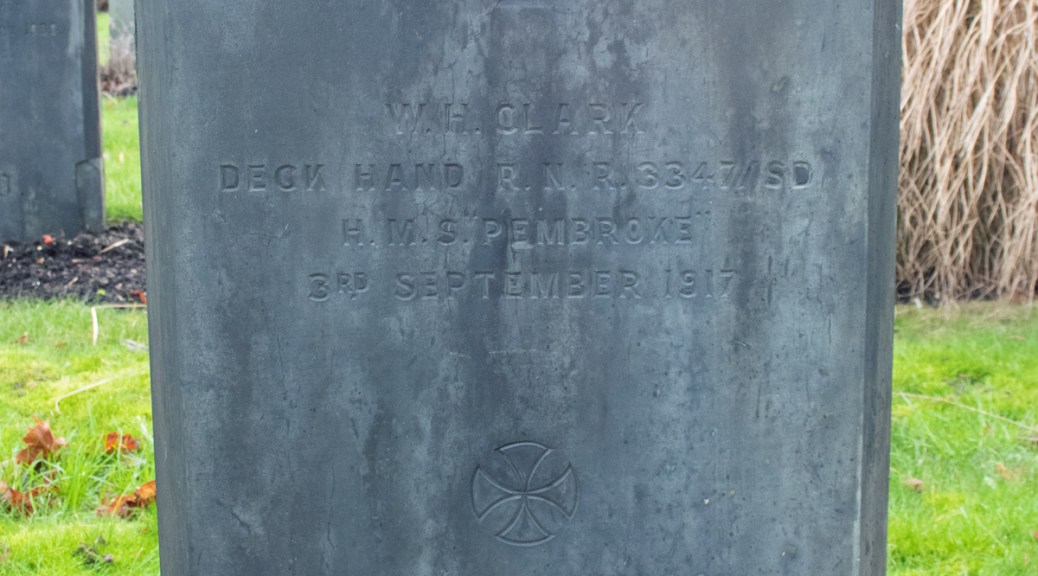 W. H. CLARK
DECK HAND R. N. R. 3347/SD
H. M. S. "PEMBROKE"
3RD SEPTEMBER 1917